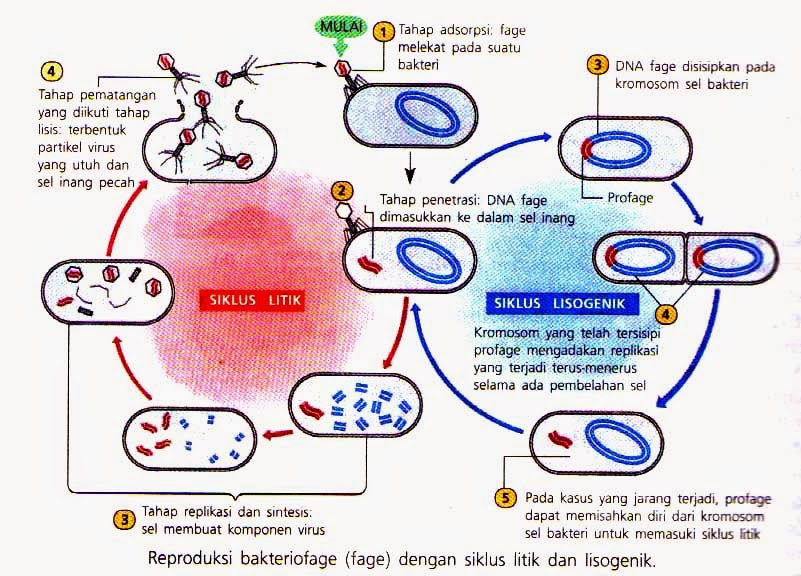 MULAI
1
Tahap adsorpsi: fage
melekat pada suatu
bakteri
2
Tahap penetrasi: DNA fage
dimasukkan ke dalam sel inang
3
DNA fage disisipkan pada
kromosom sel bakteri
Profage
4
Tahap pematangan
yang diikuti tahap
lisis: terbentuk
partikel virus
yang utuh dan
sel inang pecah
SIKLUS LITIK
SIKLUS LISOGENIK
4
Kromosom yang telah tersisipi
profage mengadakan replikasi
yang terjadi terus-menerus
selama ada pembelahan sel
3
Tahap replikasi dan sintesis:
sel membuat komponen virus
5
Pada kasus yang jarang terjadi, profage
dapat memisahkan diri dari kromosom
sel bakteri untuk memasuki siklus litik
Reproduksi bakteriofage (fage) dengan siklus litik dan lisogenik.